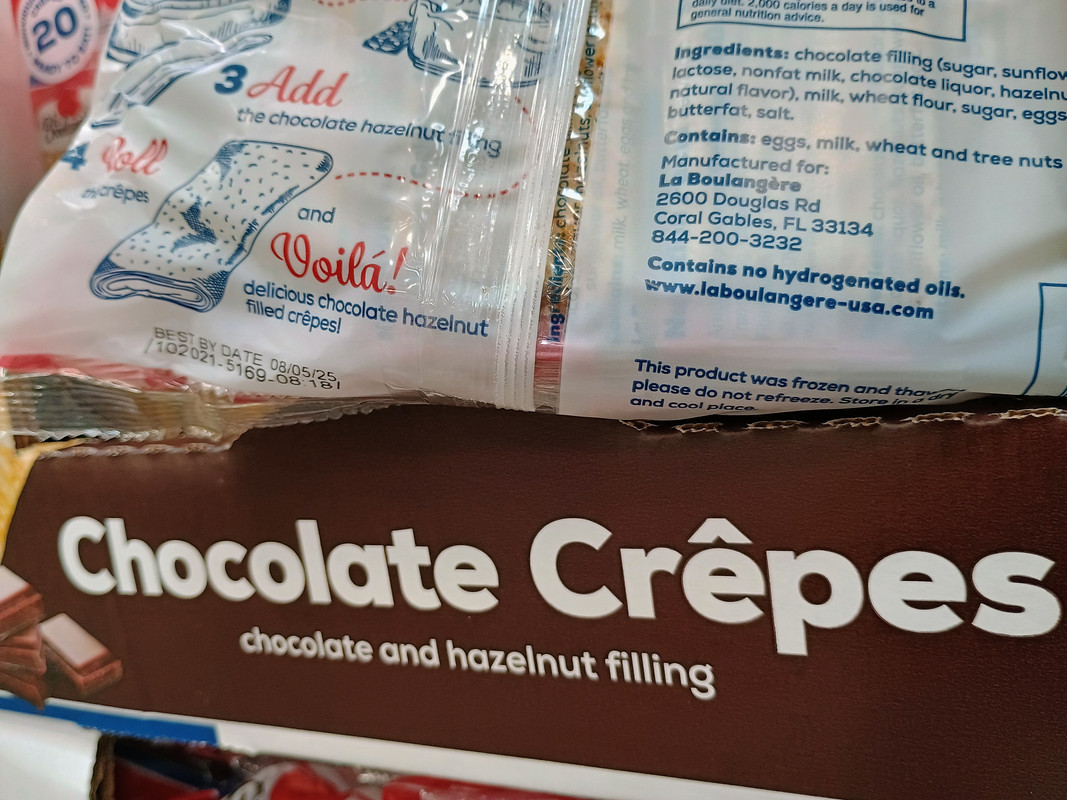 20
READY TO
3 Add
the chocolate hazelnut filling
4 Roll
crêpes
and
Voilá!
delicious chocolate hazelnut
filled crêpes!
BEST BY DATE 08/05/25
102021-5169-08:18
daily diet. 2,000 calories a day is used for
general nutrition advice.
Ingredients: chocolate filling (sugar, sunflow
lactose, nonfat milk, chocolate liquor, hazelnu
natural flavor), milk, wheat flour, sugar, eggs
butterfat, salt.
Contains: eggs, milk, wheat and tree nuts
Manufactured for:
La Boulangère
2600 Douglas Rd
Coral Gables, FL 33134
844-200-3232
Contains no hydrogenated oils.
www.laboulangere-usa.com
This product was frozen and thaw
please do not refreeze. Store in a dry
and cool place.
Chocolate Crêpes
chocolate and hazelnut filling